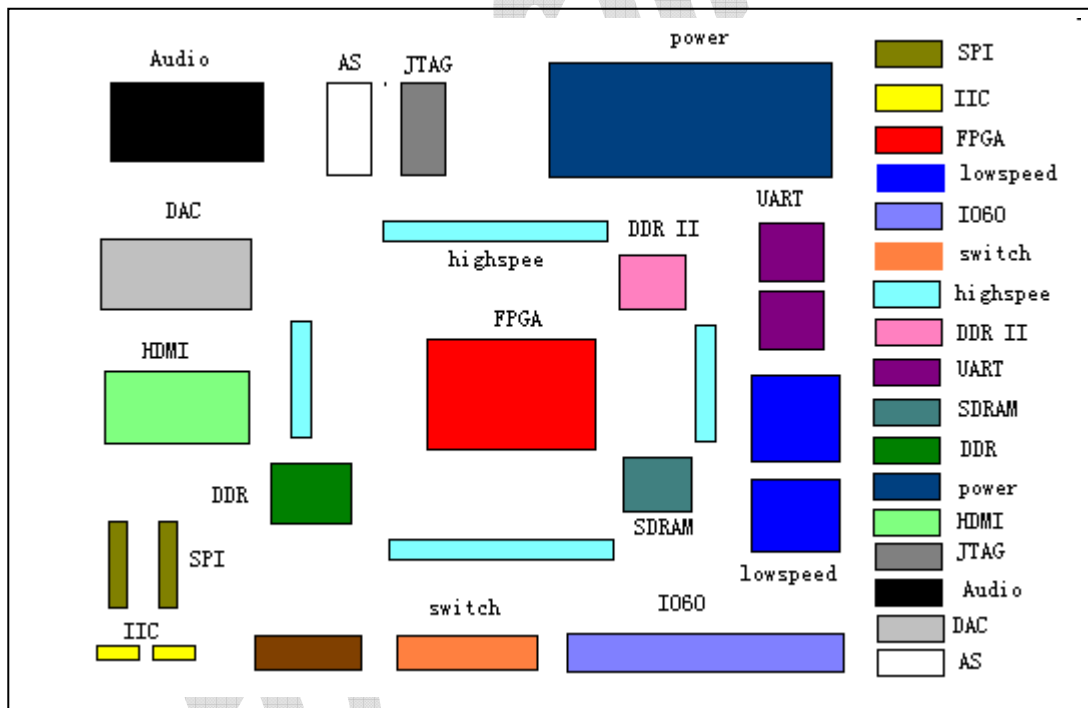 Audio
AS
JTAG
power
DAC
highspee
DDR II
UART
HDMI
FPGA
DDR
SDRAM
SPI
lowspeed
IIC
switch
IO60
SPI
IIC
FPGA
lowspeed
IO60
switch
highspee
DDR II
UART
SDRAM
DDR
power
HDMI
JTAG
Audio
DAC
AS